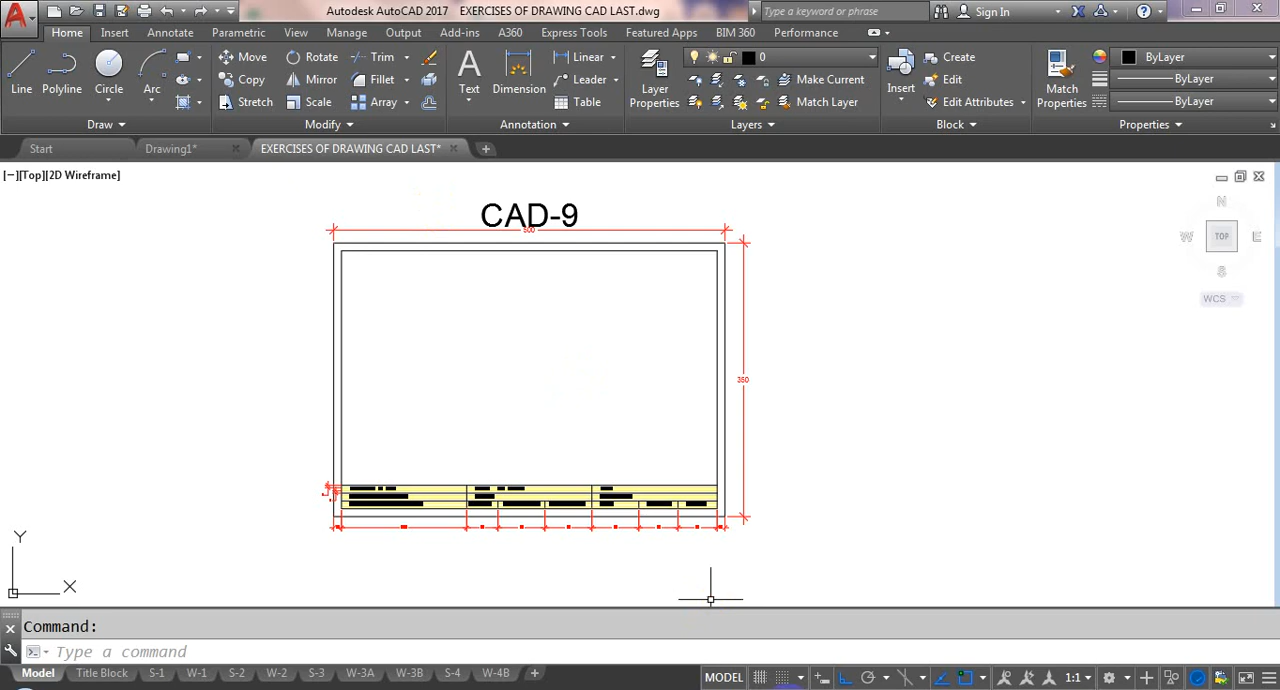 Autodesk AutoCAD 2017 EXERCISES OF DRAWING CAD LAST.dwg
Type a keyword or phrase
Sign In
Home Insert Annotate Parametric View Manage Output Add-ins A360 Express Tools Featured Apps BIM 360 Performance
Line Polyline Circle Arc
Move Rotate Trim
Copy Mirror Fillet
Stretch Scale Array
Text Dimension
Linear
Leader
Table
Layer Properties
0
Make Current
Match Layer
Insert
Create
Edit
Edit Attributes
Match Properties
ByLayer
ByLayer
ByLayer
Draw Modify Annotation Layers Block Properties
Start Drawing1* EXERCISES OF DRAWING CAD LAST*
[−][Top][2D Wireframe]
CAD-9
500
350
N
W TOP E
S
WCS
Y
X
Command:
Type a command
Model Title Block S-1 W-1 S-2 W-2 S-3 W-3A W-3B S-4 W-4B
MODEL 1:1